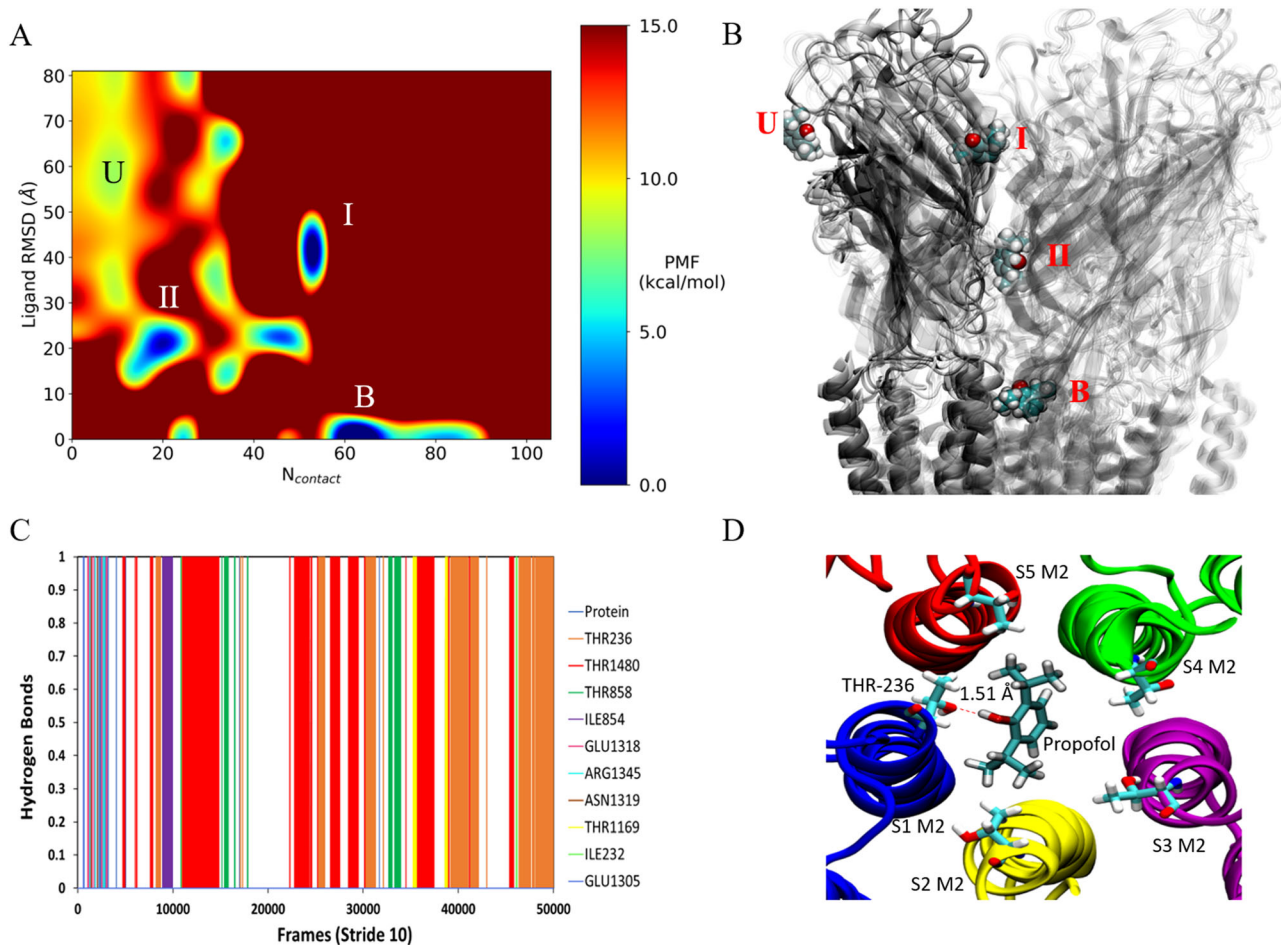 A
80
70
60
50
40
30
20
10
0
Ligand RMSD (Å)
U
I
II
B
0
20
40
60
80
100
Ncontact
15.0
10.0
5.0
0.0
PMF
(kcal/mol)
B
U
I
II
B
C
1
0.9
0.8
0.7
0.6
0.5
0.4
0.3
0.2
0.1
0
Hydrogen Bonds
0
10000
20000
30000
40000
50000
Frames (Stride 10)
Protein
THR236
THR1480
THR858
ILE854
GLU1318
ARG1345
ASN1319
THR1169
ILE232
GLU1305
D
S5 M2
S4 M2
THR-236
1.51 Å
Propofol
S1 M2
S3 M2
S2 M2